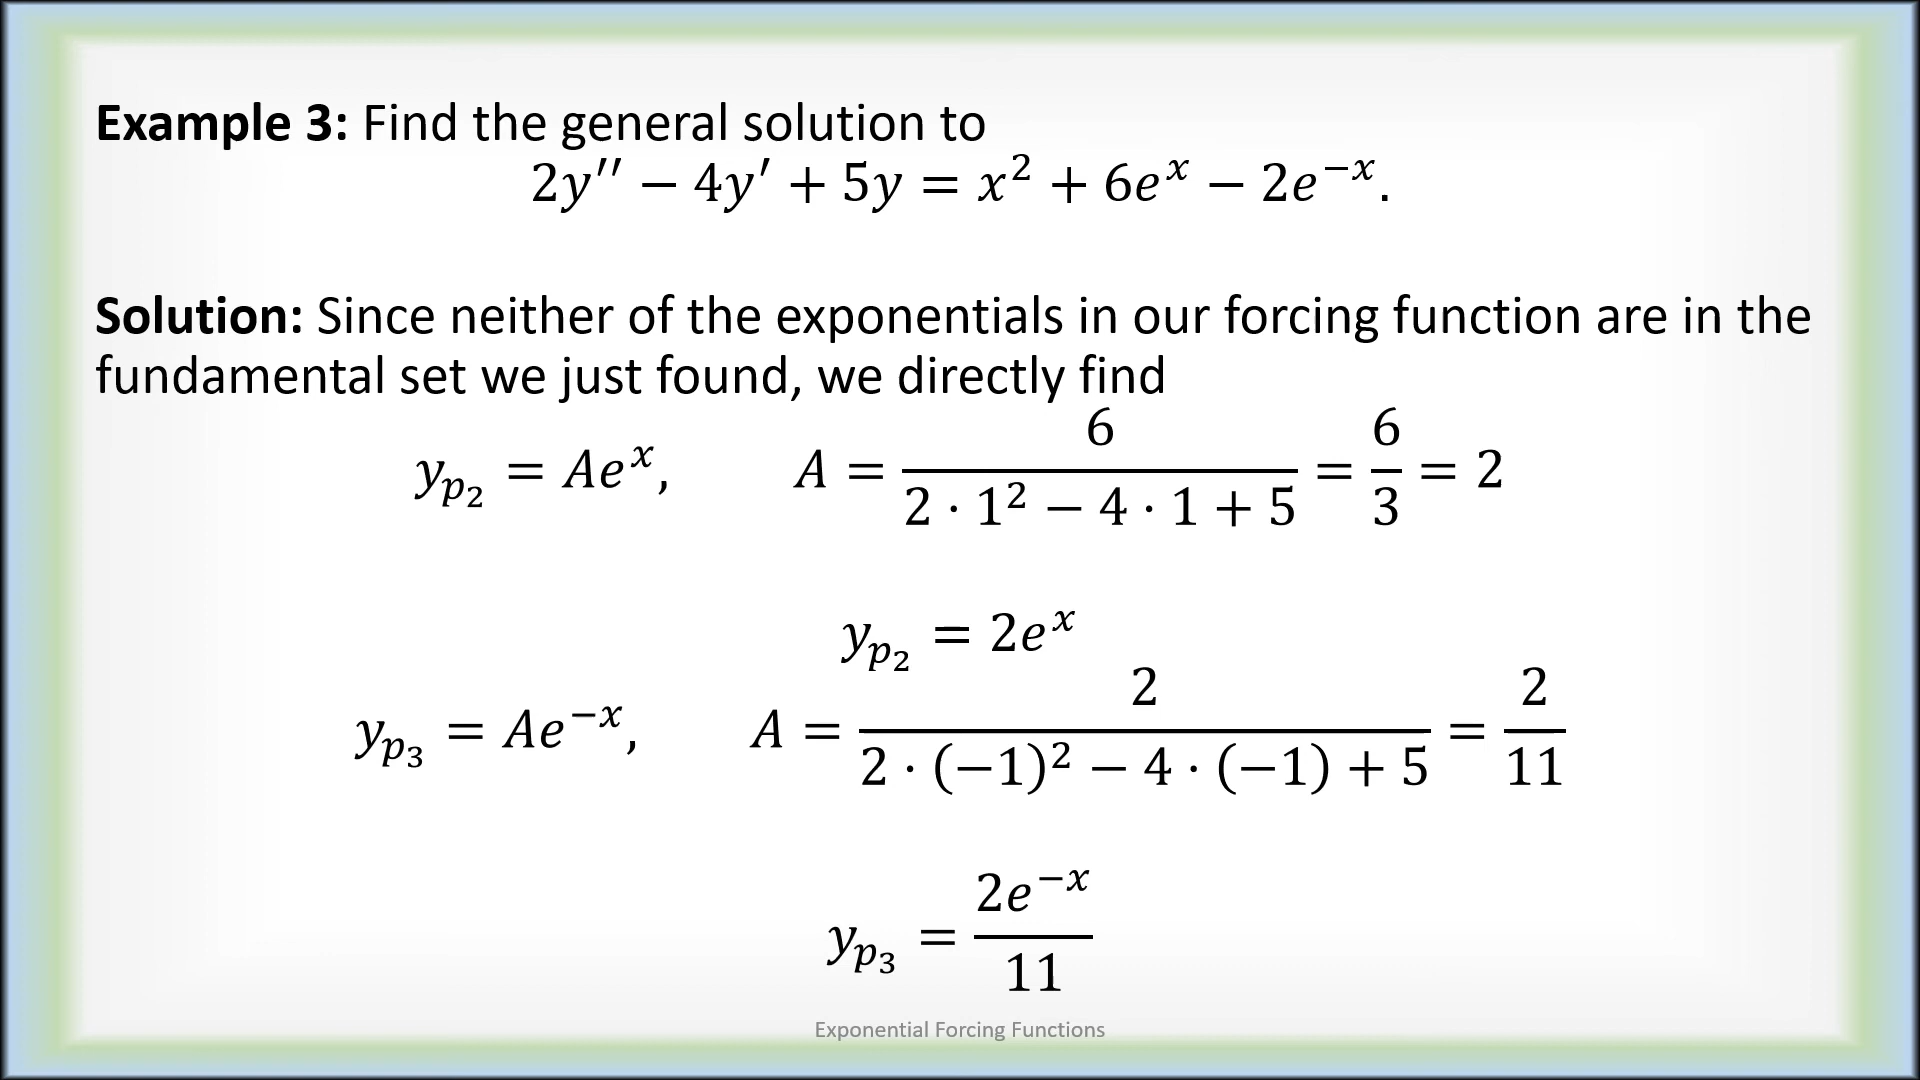 Example 3: Find the general solution to
2y′′ − 4y′ + 5y = x² + 6eˣ − 2e⁻ˣ.
Solution: Since neither of the exponentials in our forcing function are in the
fundamental set we just found, we directly find
y_{p₂} = Aeˣ, A = 6/(2 · 1² − 4 · 1 + 5) = 6/3 = 2
y_{p₂} = 2eˣ
y_{p₃} = Ae⁻ˣ, A = 2/(2 · (−1)² − 4 · (−1) + 5) = 2/11
y_{p₃} = 2e⁻ˣ/11
Exponential Forcing Functions